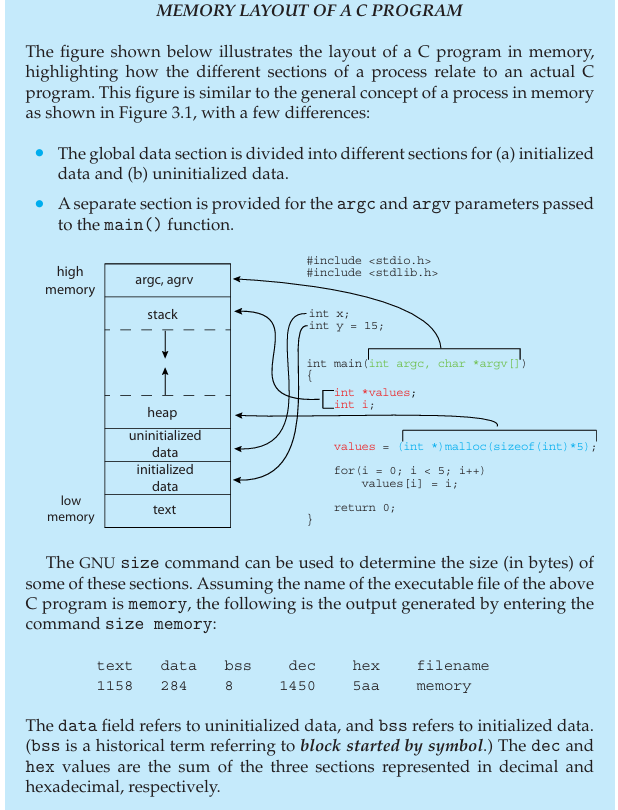 MEMORY LAYOUT OF A C PROGRAM
The figure shown below illustrates the layout of a C program in memory,
highlighting how the different sections of a process relate to an actual C
program. This figure is similar to the general concept of a process in memory
as shown in Figure 3.1, with a few differences:
• The global data section is divided into different sections for (a) initialized
data and (b) uninitialized data.
• A separate section is provided for the argc and argv parameters passed
to the main() function.
high
memory
argc, agrv
stack
heap
uninitialized
data
initialized
data
low
memory
text
#include <stdio.h>
#include <stdlib.h>
int x;
int y = 15;
int main(int argc, char *argv[])
{
int *values;
int i;
values = (int *)malloc(sizeof(int)*5);
for(i = 0; i < 5; i++)
values[i] = i;
return 0;
}
The GNU size command can be used to determine the size (in bytes) of
some of these sections. Assuming the name of the executable file of the above
C program is memory, the following is the output generated by entering the
command size memory:
text data bss dec hex filename
1158 284 8 1450 5aa memory
The data field refers to uninitialized data, and bss refers to initialized data.
(bss is a historical term referring to block started by symbol.) The dec and
hex values are the sum of the three sections represented in decimal and
hexadecimal, respectively.